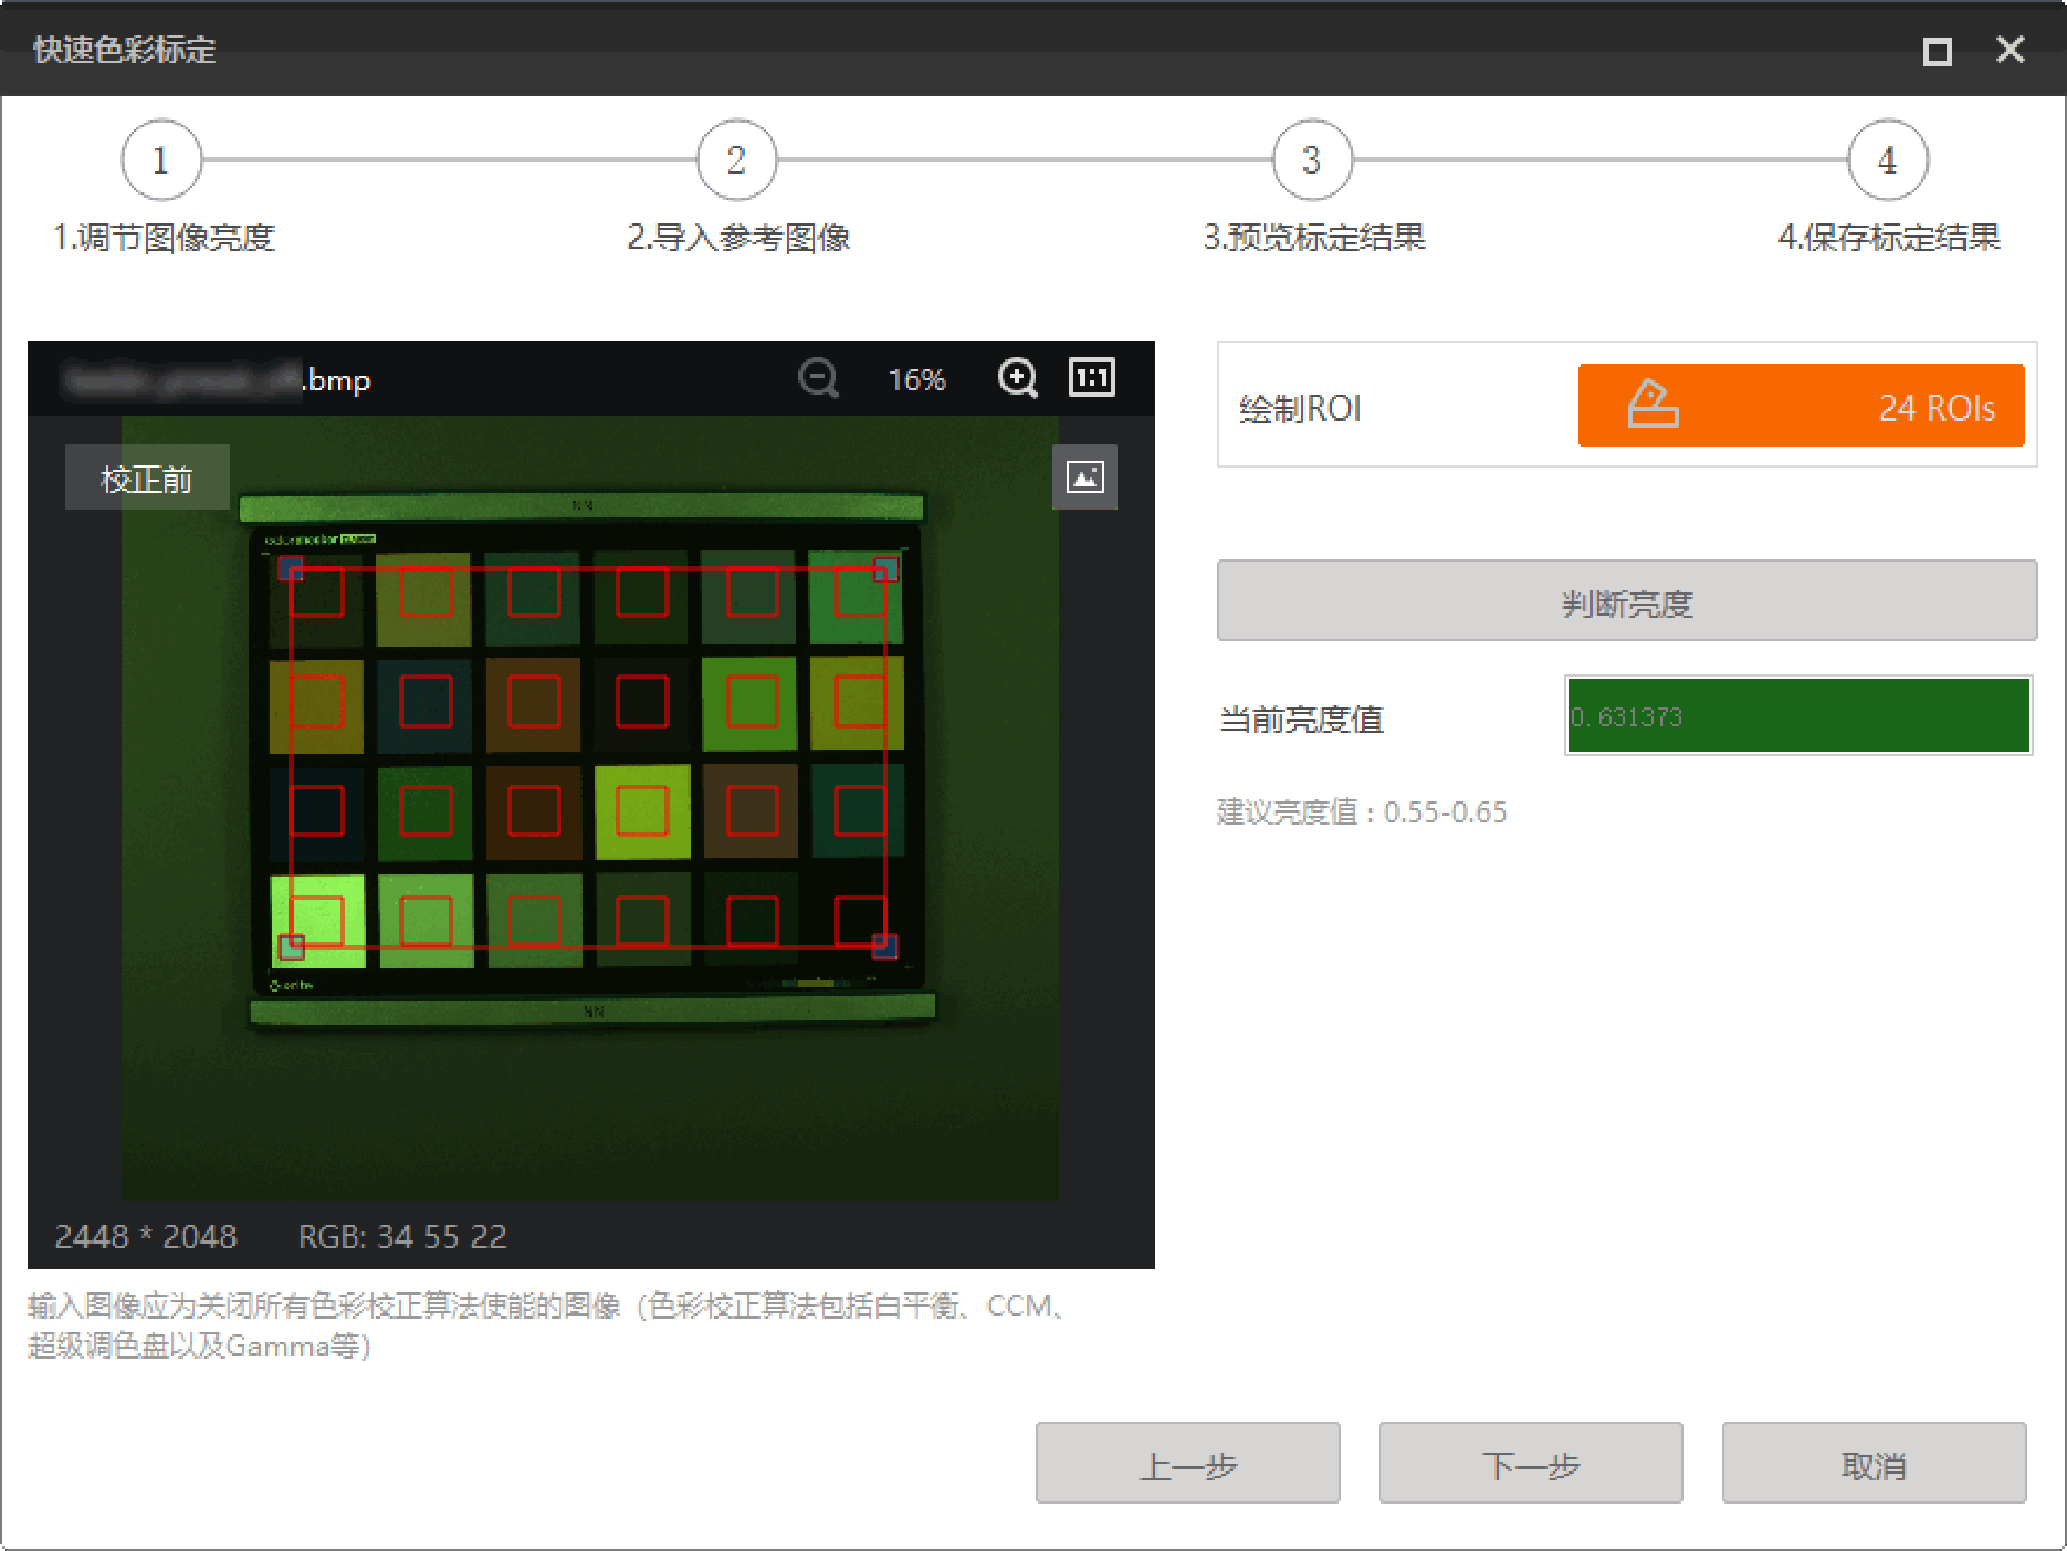 快速色彩标定
1
2
3
4
1.调节图像亮度
2.导入参考图像
3.预览标定结果
4.保存标定结果
.bmp
16%
1:1
校正前
绘制ROI
24 ROIs
判断亮度
当前亮度值
0.631373
建议亮度值：0.55-0.65
2448 * 2048
RGB: 34 55 22
输入图像应为关闭所有色彩校正算法使能的图像（色彩校正算法包括白平衡、CCM、
超级调色盘以及Gamma等）
上一步
下一步
取消